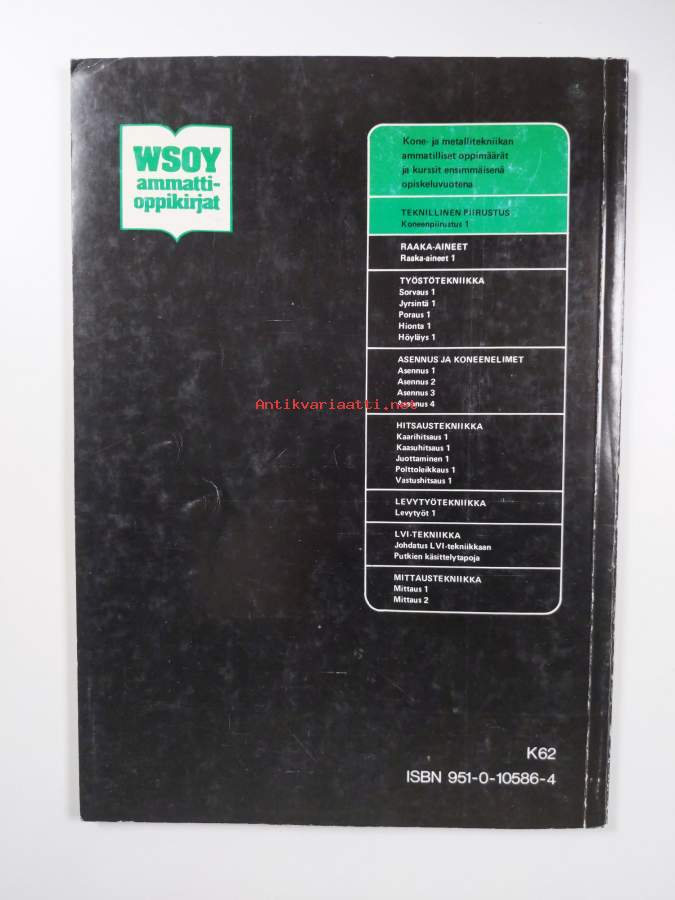 WSOY
ammatti-
oppikirjat
Kone- ja metallitekniikan
ammatilliset oppimäärät
ja kurssit ensimmäisenä
opiskeluvuotena
TEKNILLINEN PIIRUSTUS
Koneenpiirustus 1
RAAKA-AINEET
Raaka-aineet 1
TYÖSTÖTEKNIIKKA
Sorvaus 1
Jyrsintä 1
Poraus 1
Hionta 1
Höyläys 1
ASENNUS JA KONEENELIMET
Asennus 1
Asennus 2
Asennus 3
Asennus 4
Antikvariaatti.net
HITSAUSTEKNIIKKA
Kaarihitsaus 1
Kaasuhitsaus 1
Juottaminen 1
Polttoleikkaus 1
Vastushitsaus 1
LEVYTYÖTEKNIIKKA
Levytyöt 1
LVI-TEKNIIKKA
Johdatus LVI-tekniikkaan
Putkien käsittelytapoja
MITTAUSTEKNIIKKA
Mittaus 1
Mittaus 2
K62
ISBN 951-0-10586-4